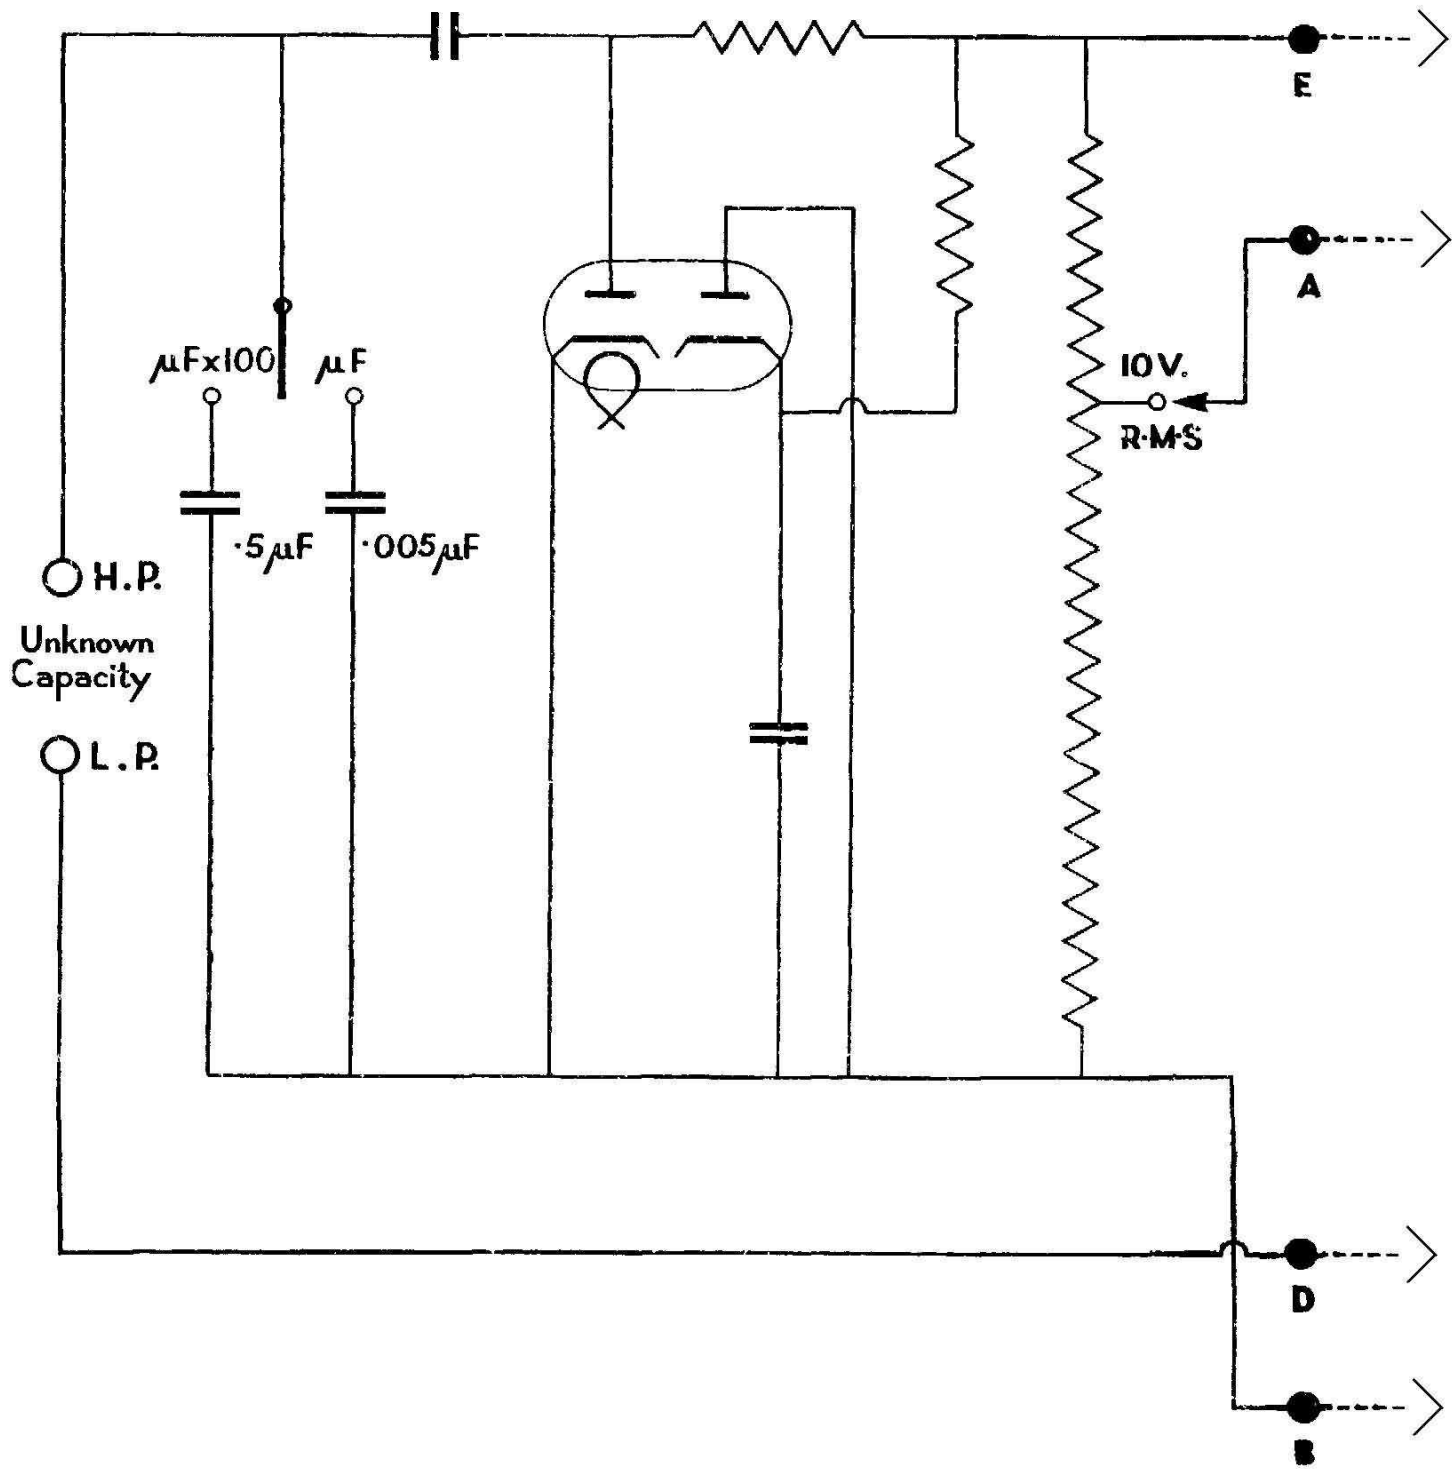 E
A
10V.
R.M.S
µFx100
µF
.5µF
.005µF
H.P.
Unknown
Capacity
L.P.
D
B